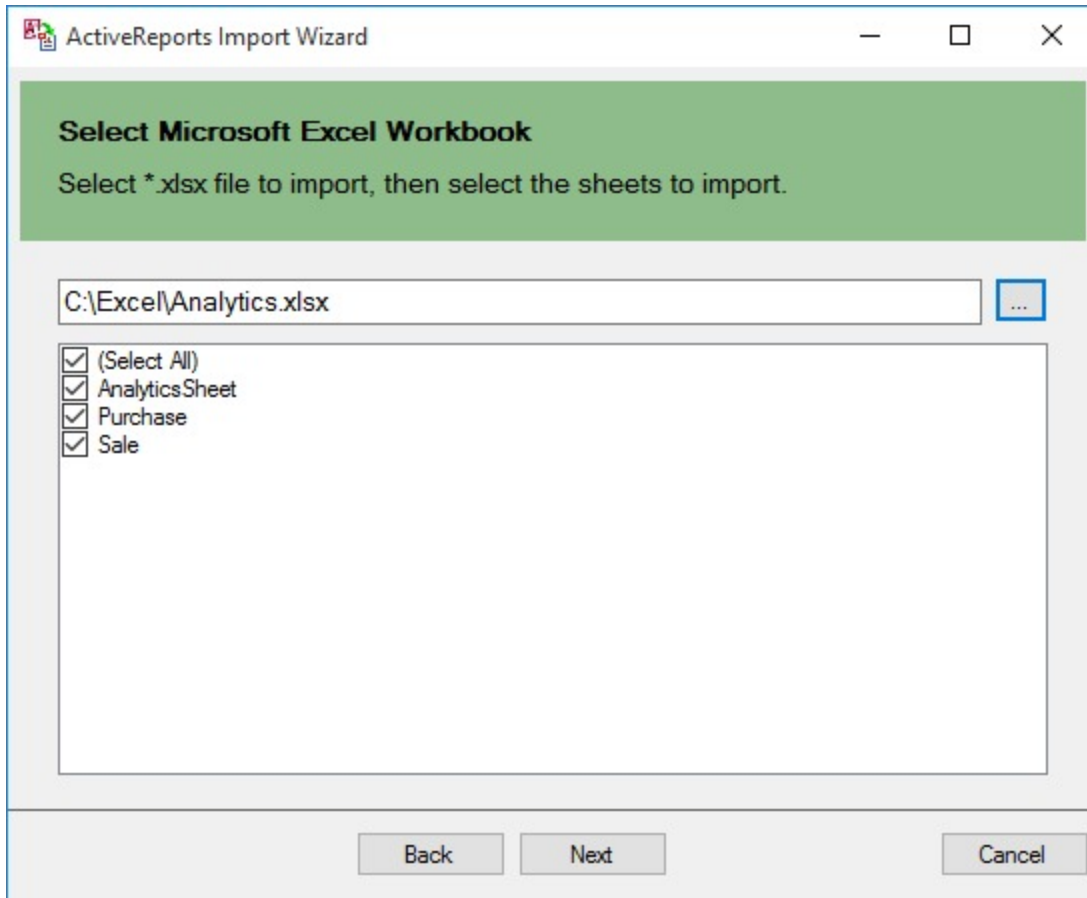 ActiveReports Import Wizard
Select Microsoft Excel Workbook
Select *.xlsx file to import, then select the sheets to import.
C:\Excel\Analytics.xlsx
...
(Select All)
AnalyticsSheet
Purchase
Sale
Back
Next
Cancel